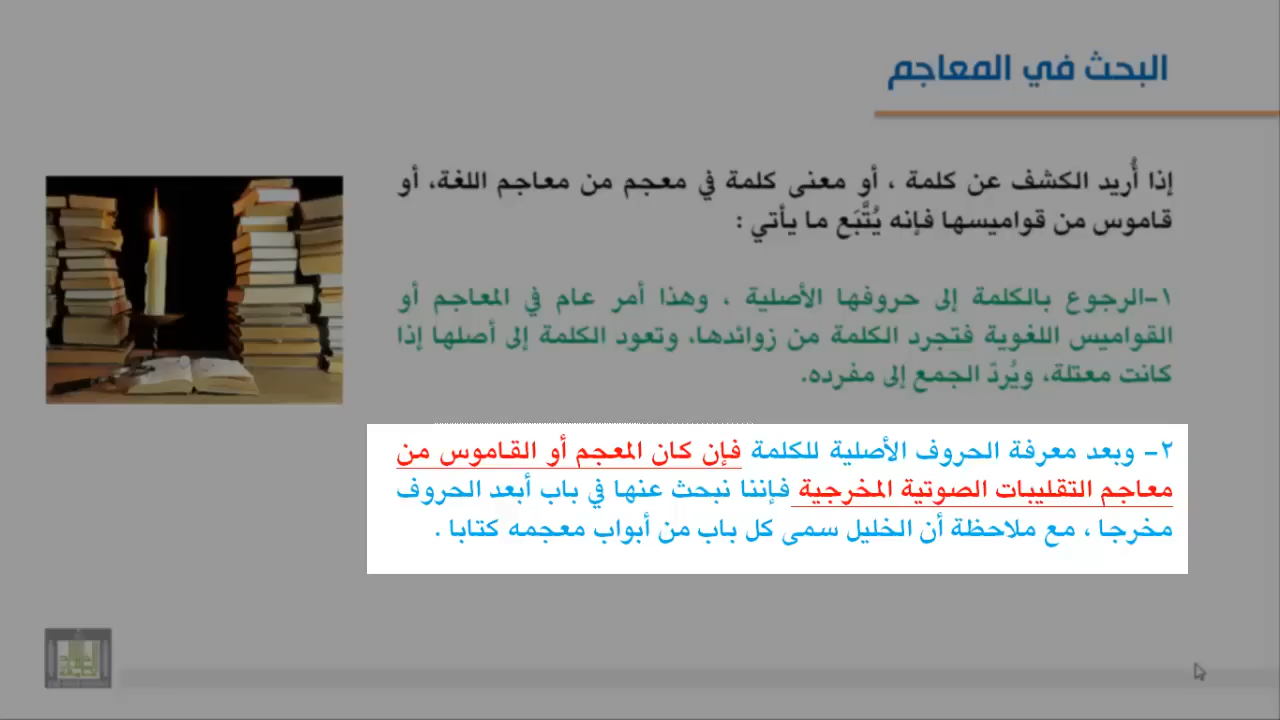 البحث في المعاجم
إذا أُريد الكشف عن كلمة ، أو معنى كلمة في معجم من معاجم اللغة، أو
قاموس من قواميسها فإنه يُتَّبَع ما يأتي :
١-الرجوع بالكلمة إلى حروفها الأصلية ، وهذا أمر عام في المعاجم أو
القواميس اللغوية فتجرد الكلمة من زوائدها، وتعود الكلمة إلى أصلها إذا
كانت معتلة، ويُردّ الجمع إلى مفرده.
٢- وبعد معرفة الحروف الأصلية للكلمة فإن كان المعجم أو القاموس من
معاجم التقليبات الصوتية المخرجية فإننا نبحث عنها في باب أبعد الحروف
مخرجا ، مع ملاحظة أن الخليل سمى كل باب من أبواب معجمه كتابا .